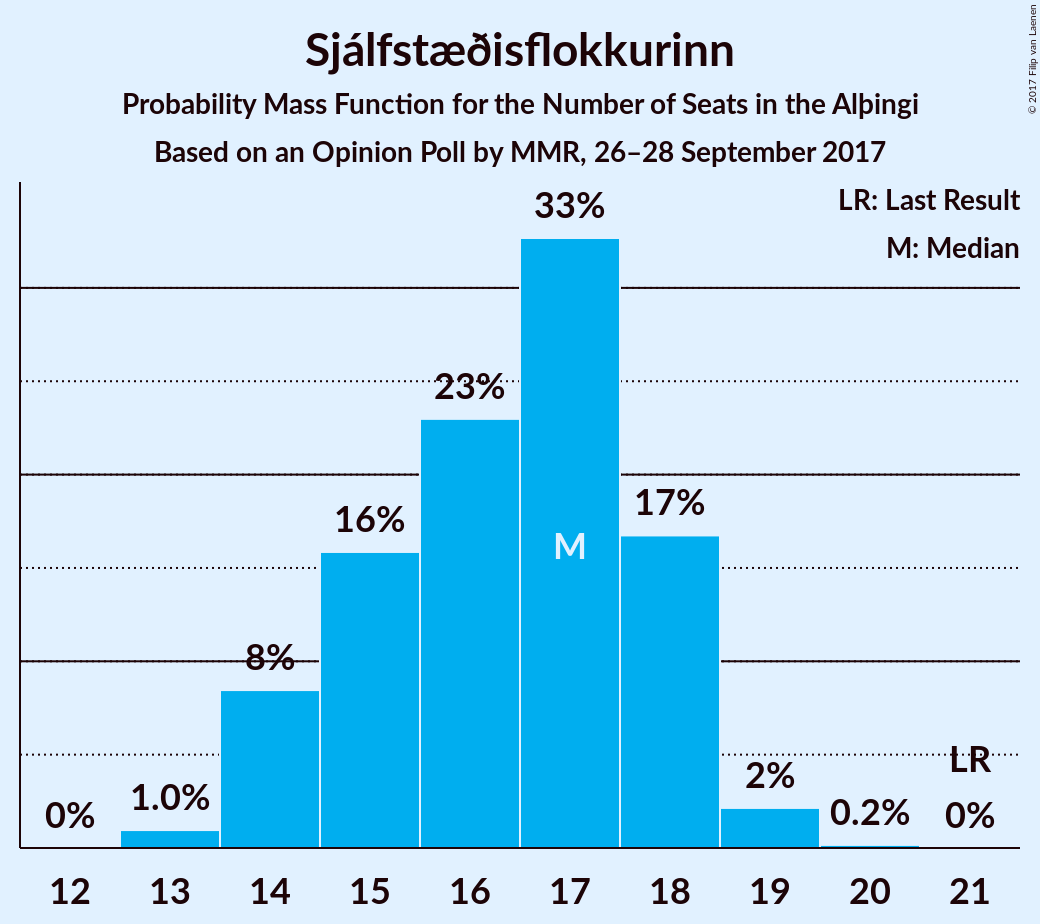 Sjálfstæðisflokkurinn
Probability Mass Function for the Number of Seats in the Alþingi
Based on an Opinion Poll by MMR, 26–28 September 2017
© 2017 Filip van Laenen
LR: Last Result
M: Median
0%
1.0%
8%
16%
23%
33%
M
17%
2%
0.2%
LR
0%
12 13 14 15 16 17 18 19 20 21